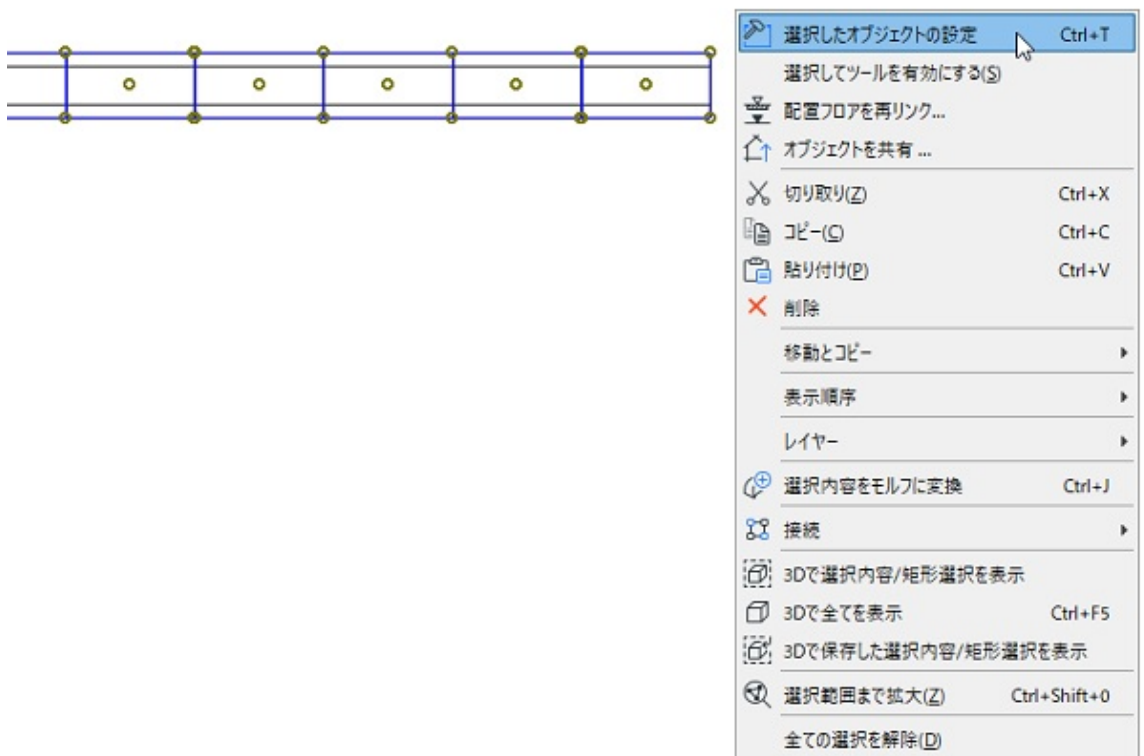 選択したオブジェクトの設定 Ctrl+T
選択してツールを有効にする(S)
配置フロアを再リンク...
オブジェクトを共有 ...
切り取り(Z) Ctrl+X
コピー(C) Ctrl+C
貼り付け(P) Ctrl+V
削除
移動とコピー
表示順序
レイヤー
選択内容をモルフに変換 Ctrl+J
接続
3Dで選択内容/矩形選択を表示
3Dで全てを表示 Ctrl+F5
3Dで保存した選択内容/矩形選択を表示
選択範囲まで拡大(Z) Ctrl+Shift+0
全ての選択を解除(D)